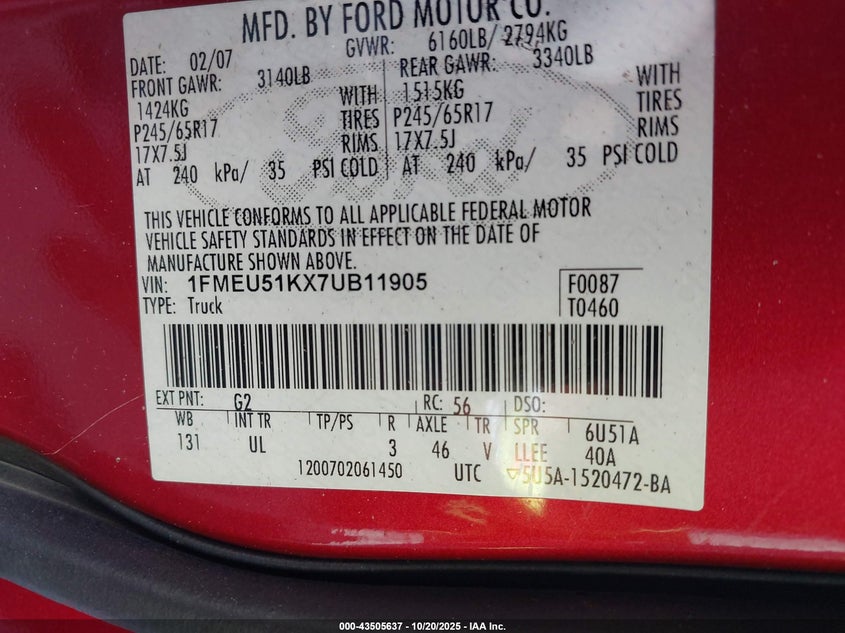 MFD. BY FORD MOTOR CO.
DATE: 02/07 GVWR: 6160LB/ 2794KG
FRONT GAWR: 3140LB REAR GAWR: 3340LB
1424KG WITH 1515KG WITH
P245/65R17 TIRES P245/65R17 TIRES
17X7.5J RIMS 17X7.5J RIMS
AT 240 kPa/ 35 PSI COLD AT 240 kPa/ 35 PSI COLD
THIS VEHICLE CONFORMS TO ALL APPLICABLE FEDERAL MOTOR
VEHICLE SAFETY STANDARDS IN EFFECT ON THE DATE OF
MANUFACTURE SHOWN ABOVE.
VIN: 1FMEU51KX7UB11905 F0087
TYPE: Truck T0460
EXT PNT: G2 RC: 56 DSO:
WB INT TR TP/PS R AXLE TR SPR 6U51A
131 UL 3 46 V LLEE 40A
1200702061450 UTC ▽5U5A-1520472-BA
000-43505637 - 10/20/2025 - IAA Inc.